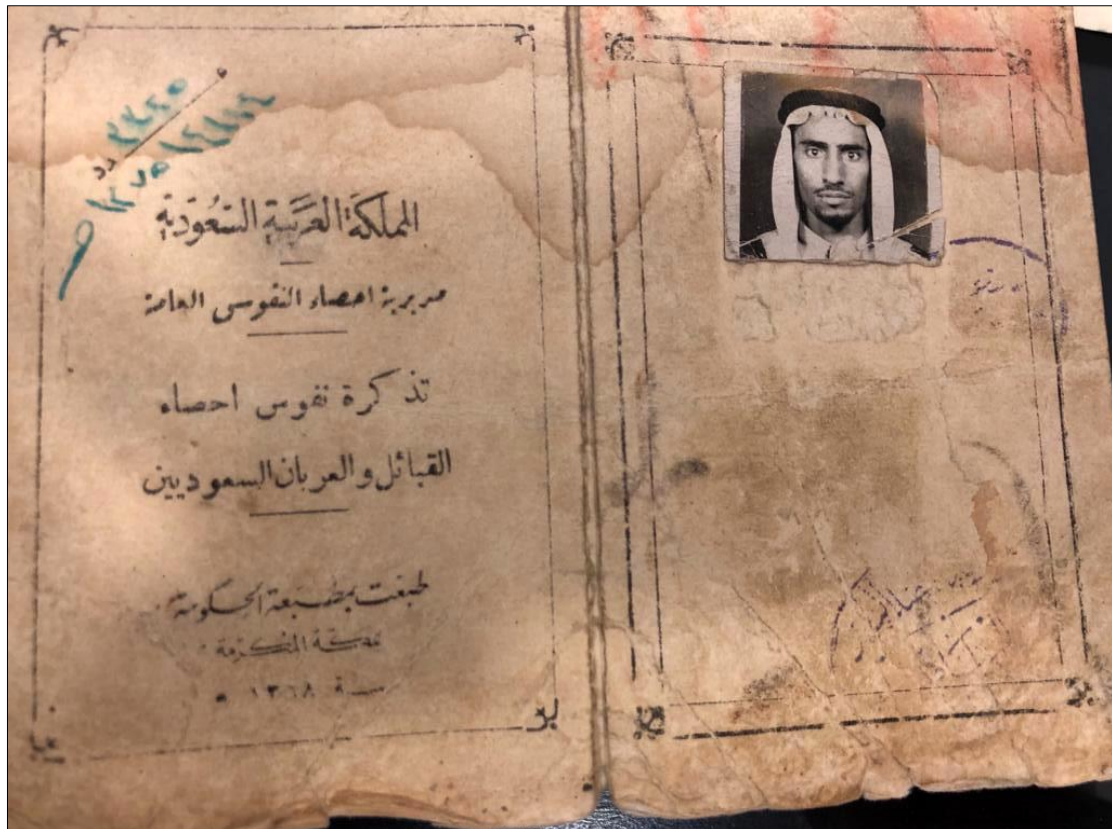 المملكة العربية السعودية
مديرية احصاء النفوس العامة
تذكرة نفوس احصاء
القبائل والعربان السعوديين
طبعت بمطبعة الحكومة
بمكة المكرمة
سنة ١٣٦٨ ه